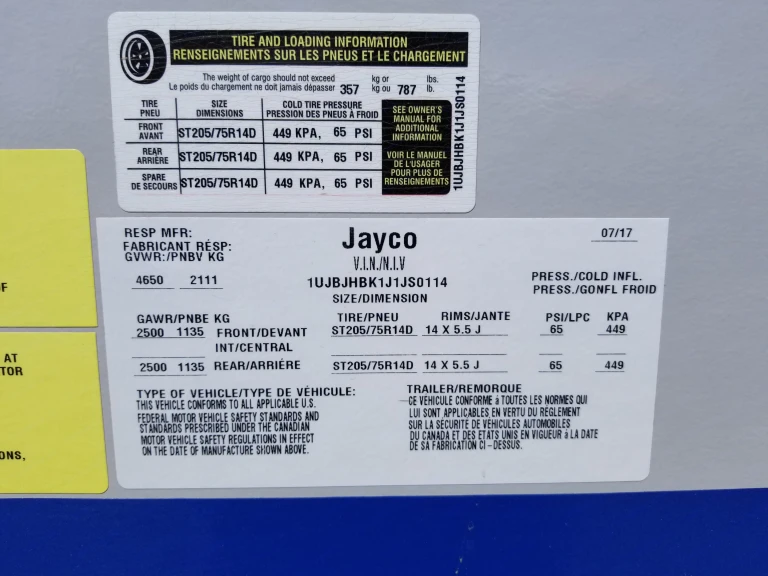 TIRE AND LOADING INFORMATION
RENSEIGNEMENTS SUR LES PNEUS ET LE CHARGEMENT
The weight of cargo should not exceed kg or lbs.
Le poids du chargement ne doit jamais dépasser 357 kg ou 787 lb.
TIRE SIZE COLD TIRE PRESSURE
PNEU DIMENSIONS PRESSION DES PNEUS À FROID
FRONT
AVANT ST205/75R14D 449 KPA, 65 PSI
REAR
ARRIÈRE ST205/75R14D 449 KPA, 65 PSI
SPARE
DE SECOURS ST205/75R14D 449 KPA, 65 PSI
SEE OWNER'S
MANUAL FOR
ADDITIONAL
INFORMATION
VOIR LE MANUEL
DE L'USAGER
POUR PLUS DE
RENSEIGNEMENTS
1UJBJHBK1J1JS0114
RESP MFR: Jayco 07/17
FABRICANT RÉSP:
GVWR:/PNBV KG V.I.N./N.I.V
4650 2111 1UJBJHBK1J1JS0114 PRESS./COLD INFL.
SIZE/DIMENSION PRESS./GONFL FROID
GAWR/PNBE KG TIRE/PNEU RIMS/JANTE PSI/LPC KPA
2500 1135 FRONT/DEVANT ST205/75R14D 14 X 5.5 J 65 449
INT/CENTRAL
2500 1135 REAR/ARRIÈRE ST205/75R14D 14 X 5.5 J 65 449
TYPE OF VEHICLE/TYPE DE VÉHICULE: TRAILER/REMORQUE
THIS VEHICLE CONFORMS TO ALL APPLICABLE U.S.
FEDERAL MOTOR VEHICLE SAFETY STANDARDS AND
STANDARDS PRESCRIBED UNDER THE CANADIAN
MOTOR VEHICLE SAFETY REGULATIONS IN EFFECT
ON THE DATE OF MANUFACTURE SHOWN ABOVE.
CE VÉHICULE CONFORME à TOUTES LES NORMES QUI
LUI SONT APPLICABLES EN VERTU DU RÈGLEMENT
SUR LA SÉCURITE DE VÉHICULES AUTOMOBILES
DU CANADA ET DES ETATS UNIS EN VIGUEUR à LA DATE
DE SA FABRICATION CI-DESSUS.
F
AT
TOR
ONS,